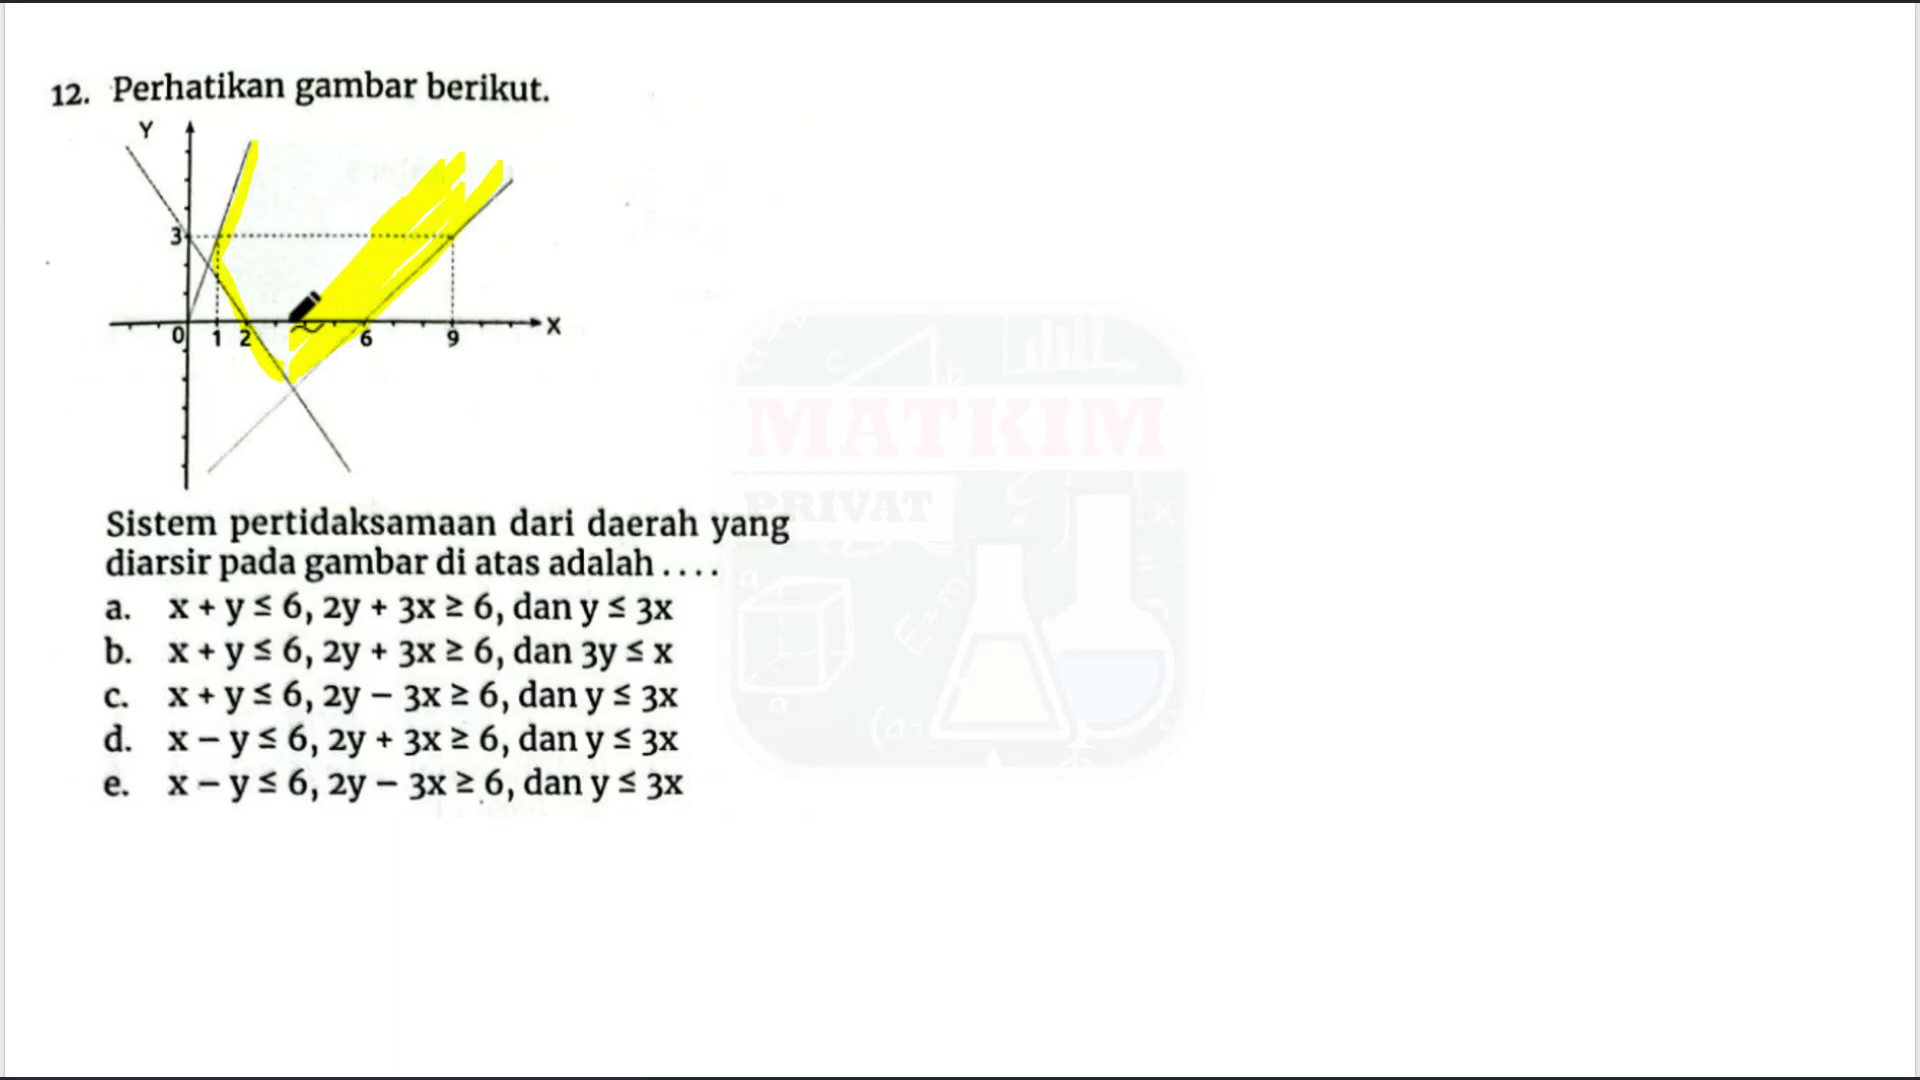 12. Perhatikan gambar berikut.
Y
3
0 1 2 6 9 X
Sistem pertidaksamaan dari daerah yang
diarsir pada gambar di atas adalah . . . .
a. x + y ≤ 6, 2y + 3x ≥ 6, dan y ≤ 3x
b. x + y ≤ 6, 2y + 3x ≥ 6, dan 3y ≤ x
c. x + y ≤ 6, 2y – 3x ≥ 6, dan y ≤ 3x
d. x – y ≤ 6, 2y + 3x ≥ 6, dan y ≤ 3x
e. x – y ≤ 6, 2y – 3x ≥ 6, dan y ≤ 3x
MATKIM
PRIVAT